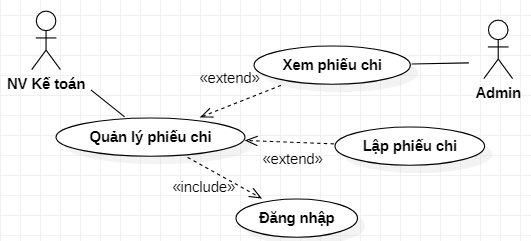 Xem phiếu chi
«extend»
NV Kế toán
Admin
Quản lý phiếu chi
Lập phiếu chi
«extend»
«include»
Đăng nhập